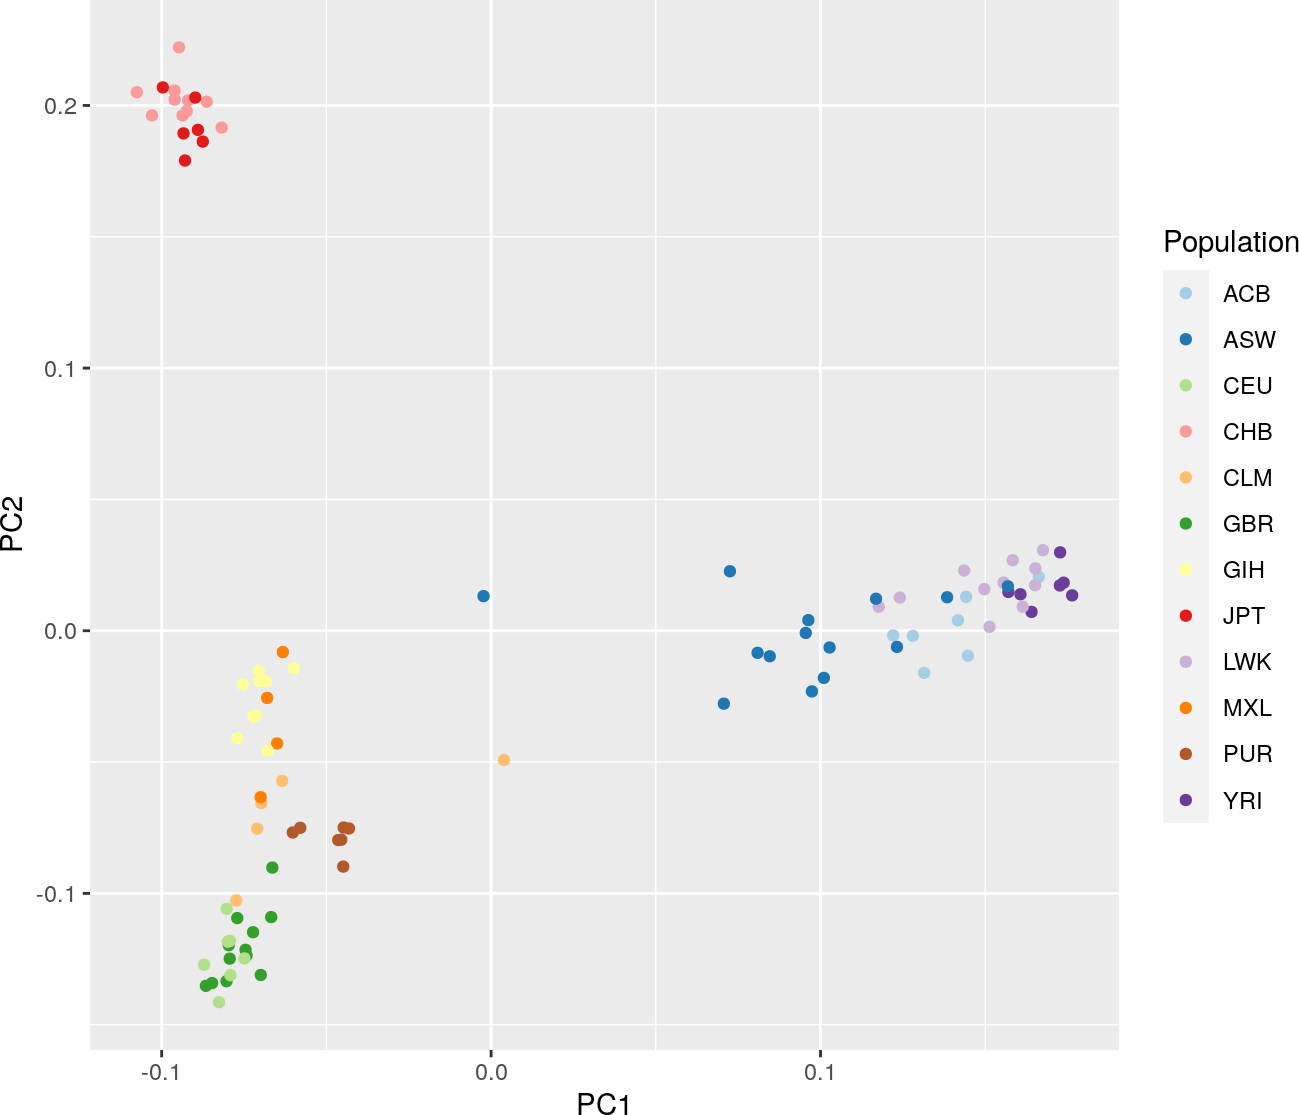 0.2
0.1
0.0
-0.1
PC2
-0.1
0.0
0.1
PC1
Population
ACB
ASW
CEU
CHB
CLM
GBR
GIH
JPT
LWK
MXL
PUR
YRI